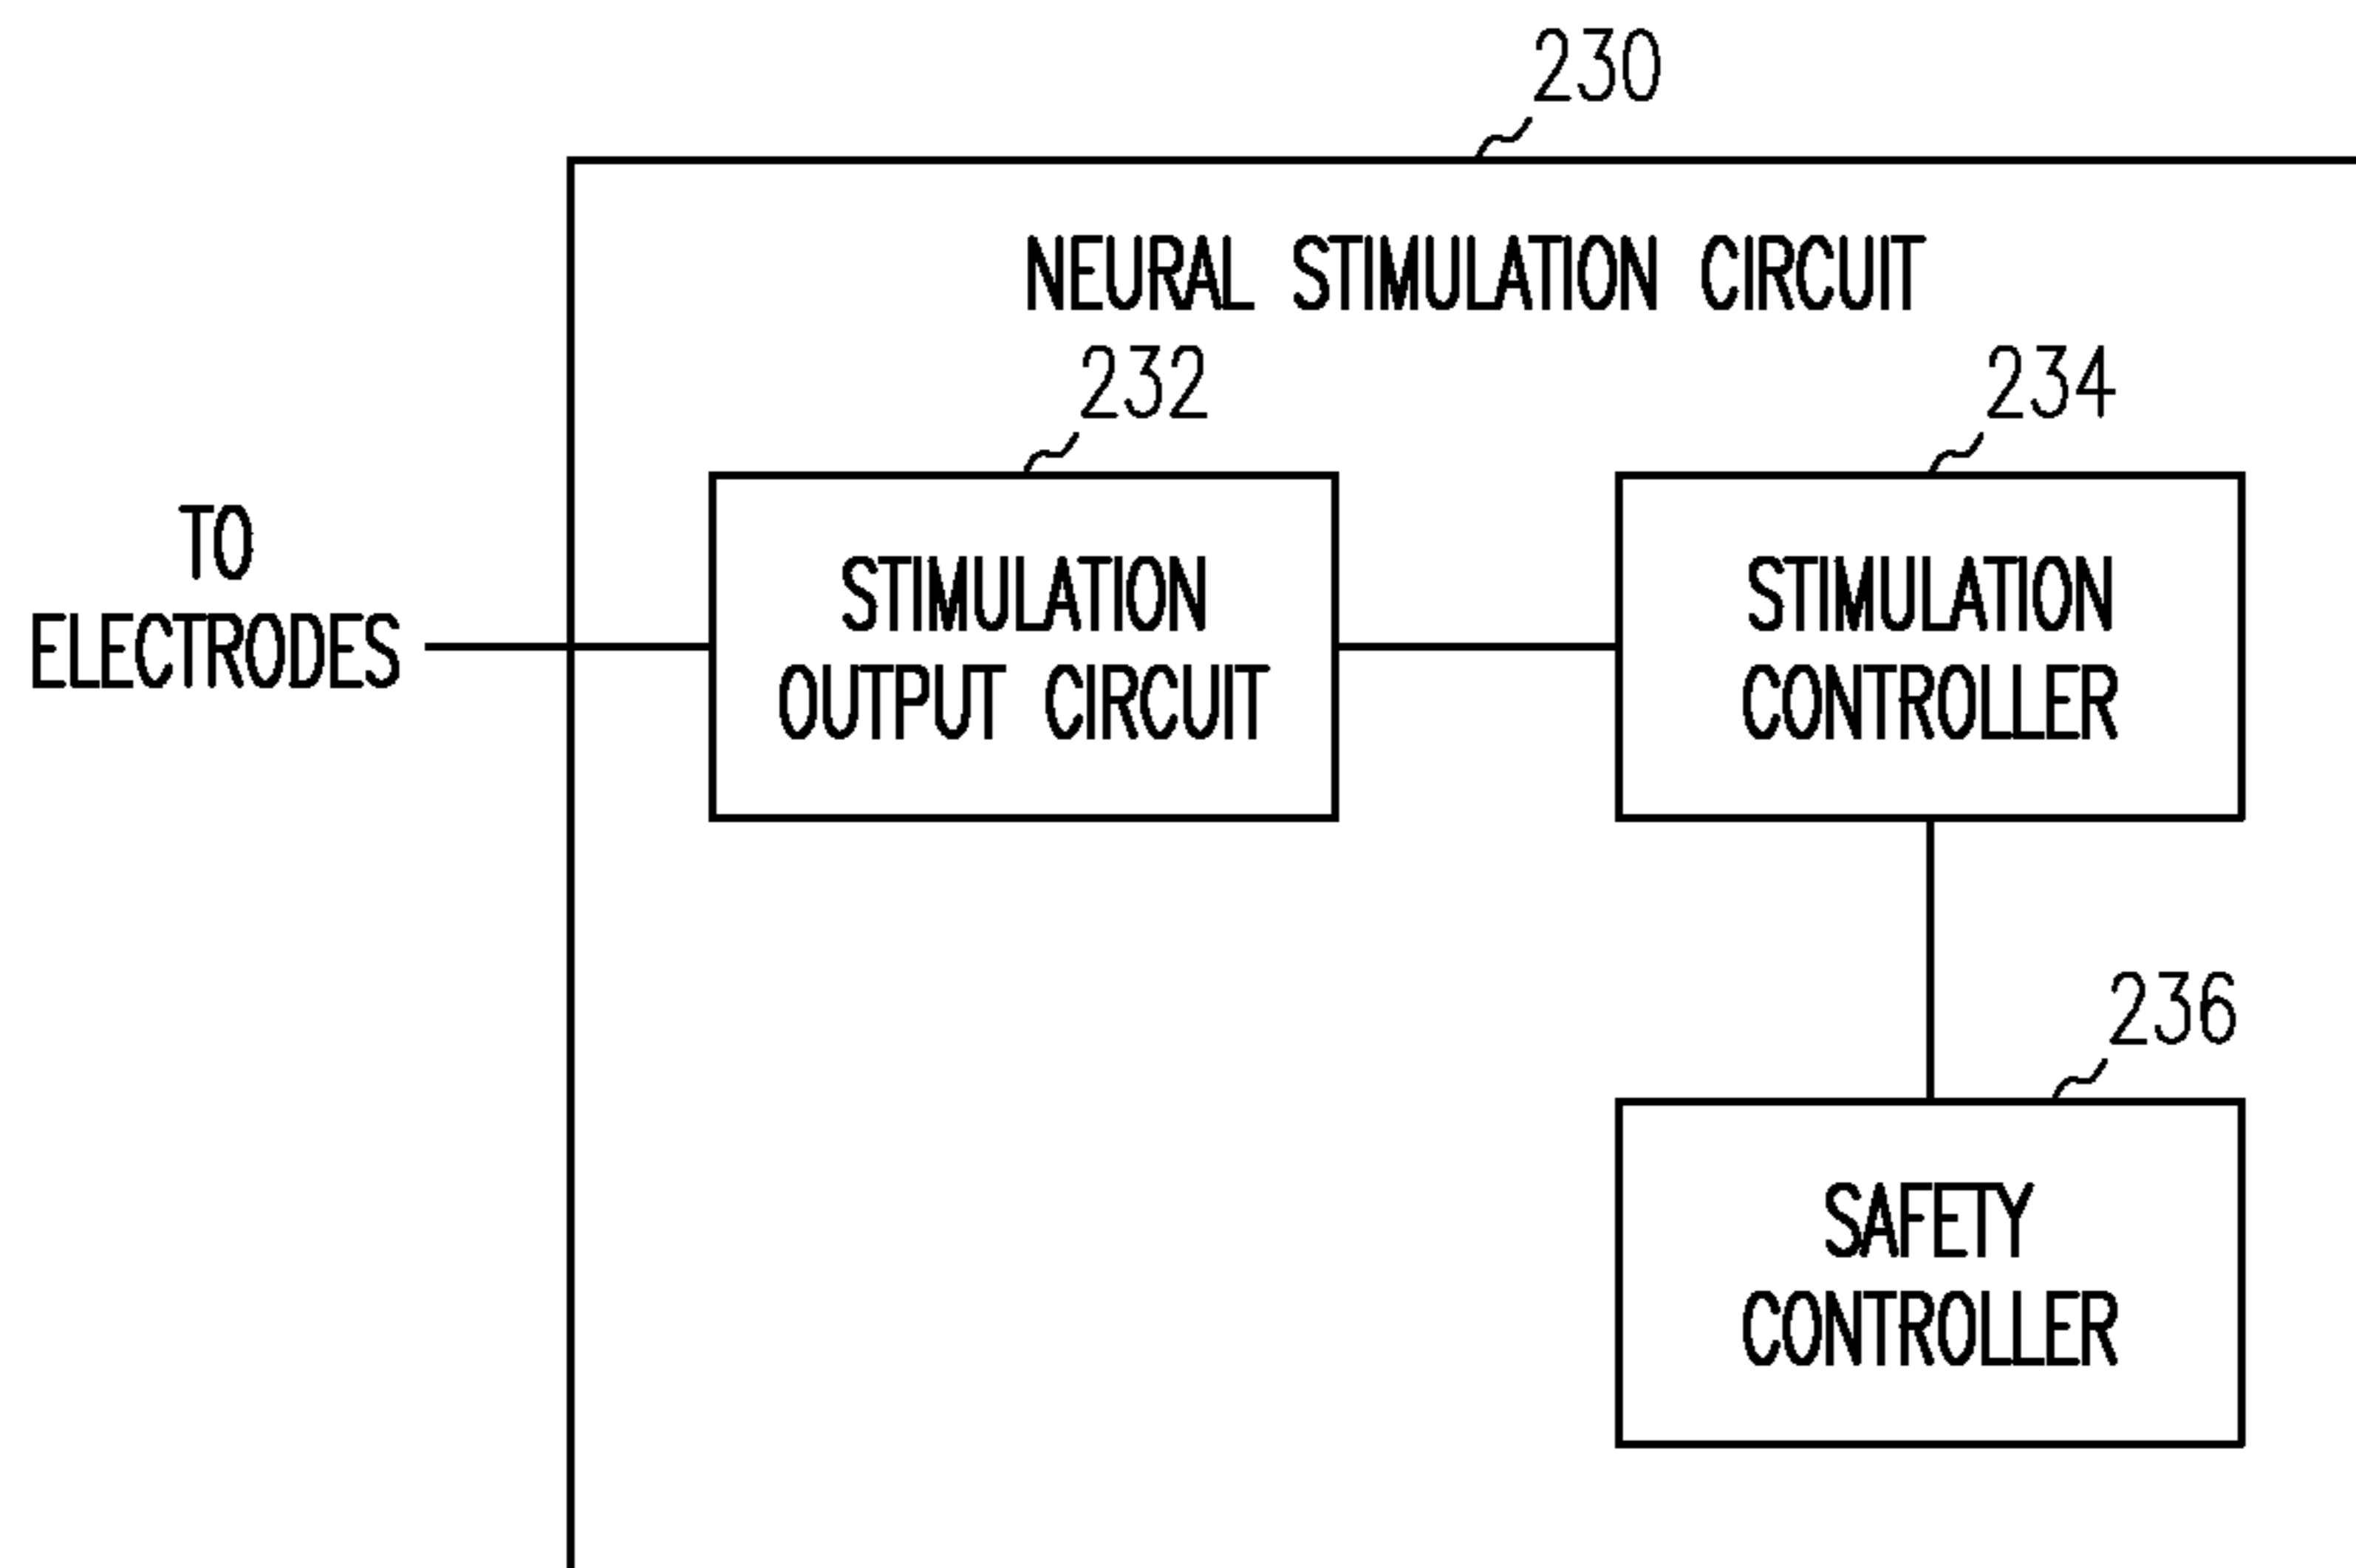 230
NEURAL STIMULATION CIRCUIT
232
234
TO
ELECTRODES
STIMULATION
OUTPUT CIRCUIT
STIMULATION
CONTROLLER
236
SAFETY
CONTROLLER